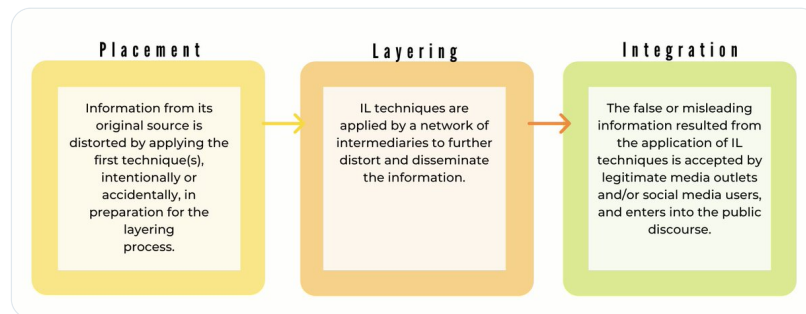 Placement
Information from its
original source is
distorted by applying the
first technique(s),
intentionally or
accidentally, in
preparation for the
layering
process.
Layering
IL techniques are
applied by a network of
intermediaries to further
distort and disseminate
the information.
Integration
The false or misleading
information resulted from
the application of IL
techniques is accepted by
legitimate media outlets
and/or social media users,
and enters into the public
discourse.